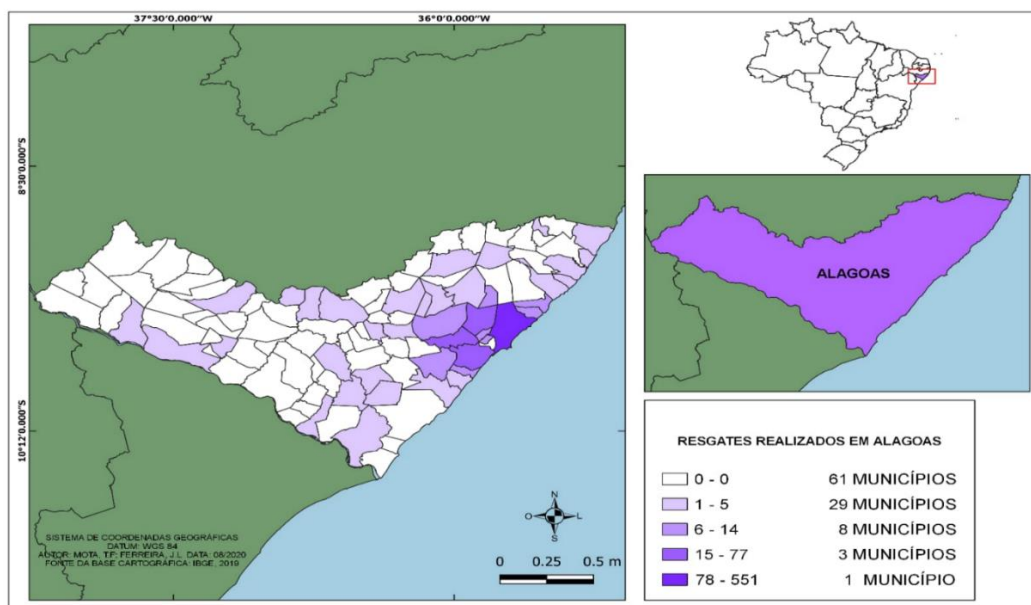 37°30'0.000"W
36°0'0.000"W
8°30'0.000"S
10°12'0.000"S
SISTEMA DE COORDENADAS GEOGRÁFICAS
DATUM: WGS 84
AUTOR: MOTA, T.F; FERREIRA, J.L. DATA: 08/2020
FONTE DA BASE CARTOGRÁFICA: IBGE, 2019
N
O
L
S
0
0.25
0.5 m
ALAGOAS
RESGATES REALIZADOS EM ALAGOAS
0 - 0 61 MUNICÍPIOS
1 - 5 29 MUNICÍPIOS
6 - 14 8 MUNICÍPIOS
15 - 77 3 MUNICÍPIOS
78 - 551 1 MUNICÍPIO